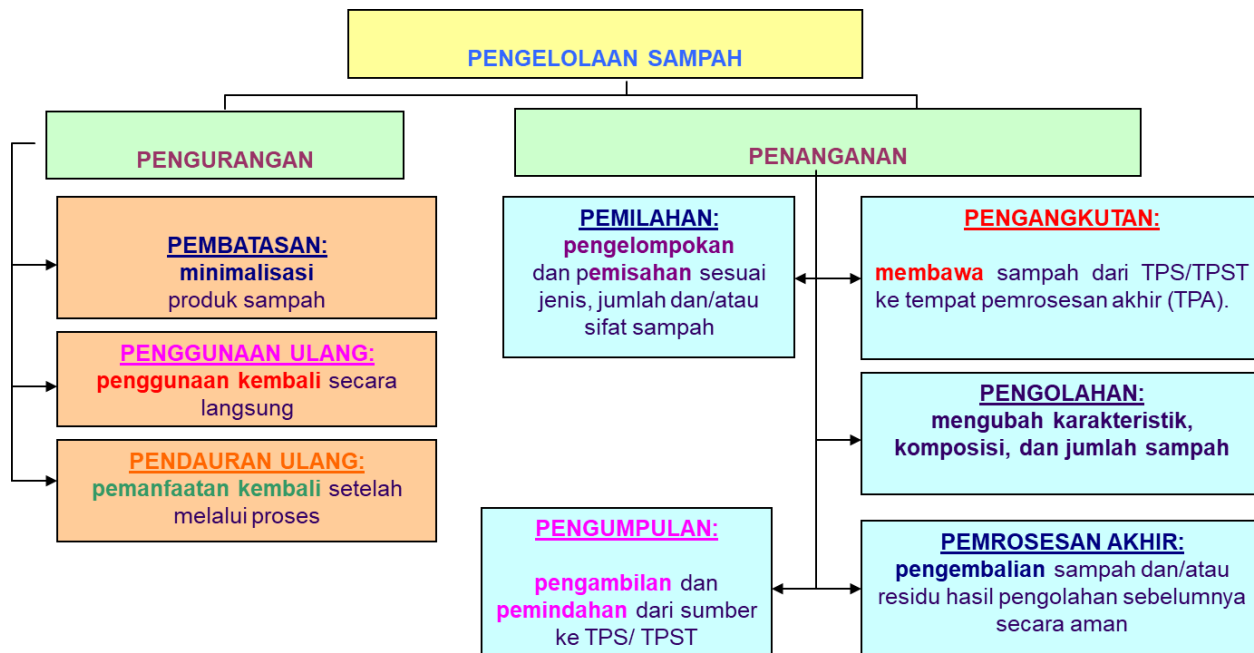 PENGELOLAAN SAMPAH
PENGURANGAN
PEMBATASAN:
minimalisasi
produk sampah
PENGGUNAAN ULANG:
penggunaan kembali secara
langsung
PENDAURAN ULANG:
pemanfaatan kembali setelah
melalui proses
PENANGANAN
PEMILAHAN:
pengelompokan
dan pemisahan sesuai
jenis, jumlah dan/atau
sifat sampah
PENGUMPULAN:
pengambilan dan
pemindahan dari sumber
ke TPS/ TPST
PENGANGKUTAN:
membawa sampah dari TPS/TPST
ke tempat pemrosesan akhir (TPA).
PENGOLAHAN:
mengubah karakteristik,
komposisi, dan jumlah sampah
PEMROSESAN AKHIR:
pengembalian sampah dan/atau
residu hasil pengolahan sebelumnya
secara aman